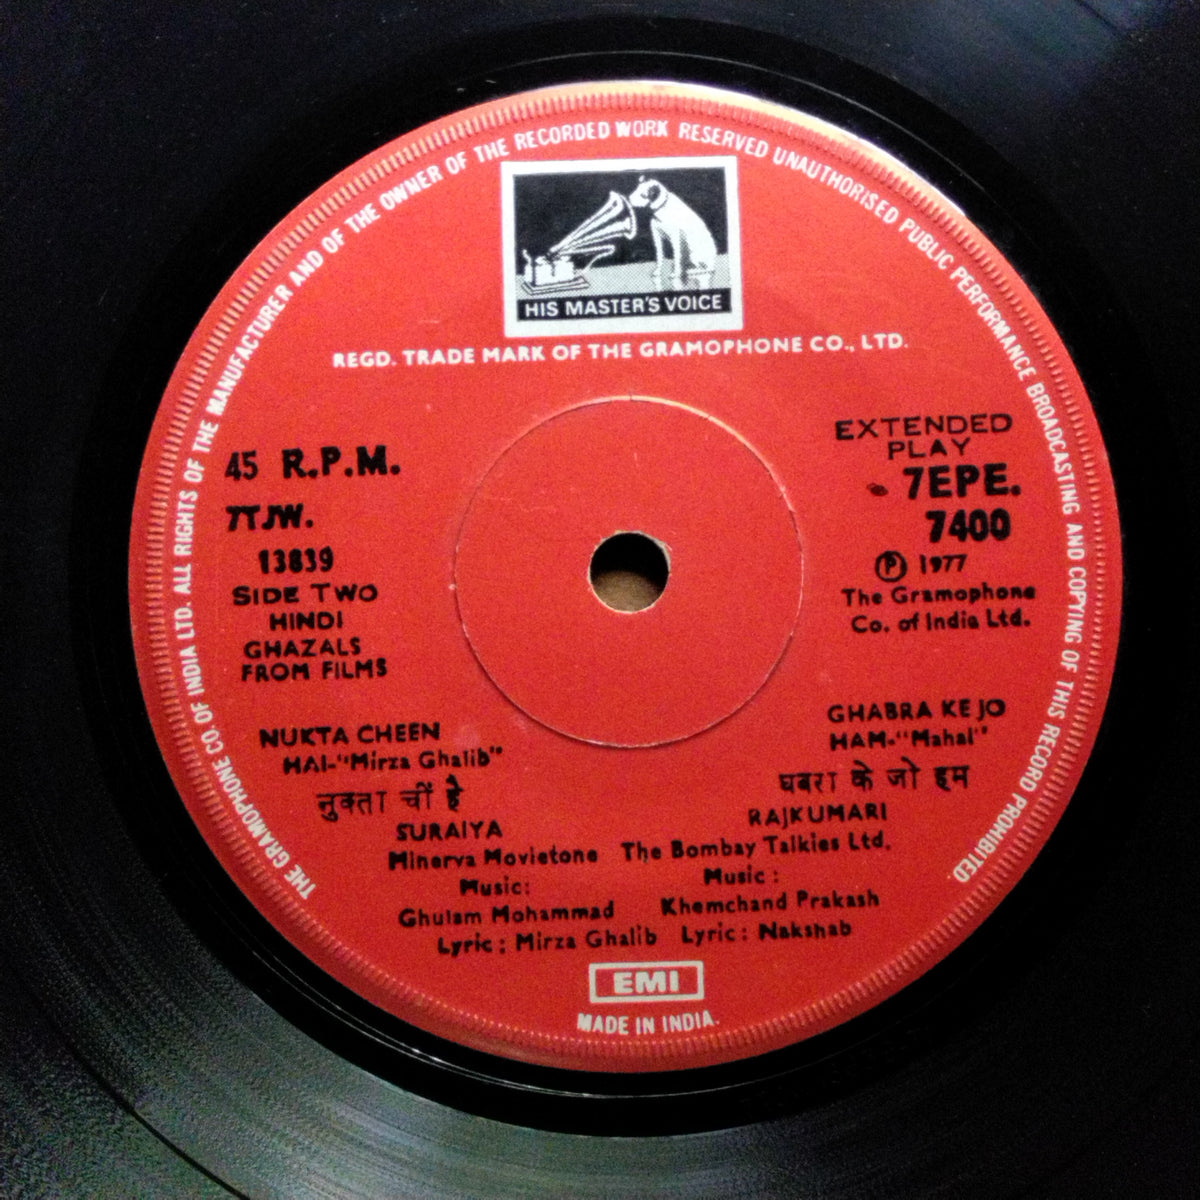 THE GRAMOPHONE CO. OF INDIA LTD. ALL RIGHTS OF THE MANUFACTURER AND OF THE OWNER OF THE RECORDED WORK RESERVED UNAUTHORISED PUBLIC PERFORMANCE BROADCASTING AND COPYING OF THIS RECORD PROHIBITED.
HIS MASTER'S VOICE
REGD. TRADE MARK OF THE GRAMOPHONE CO., LTD.
45 R.P.M.
7TJW.
13839
SIDE TWO
HINDI
GHAZALS
FROM FILMS
EXTENDED
PLAY
7EPE.
7400
Ⓟ 1977
The Gramophone
Co. of India Ltd.
NUKTA CHEEN
HAI-"Mirza Ghalib"
नुक्ता चीं है
SURAIYA
Minerva Movietone
Music:
Ghulam Mohammad
Lyric: Mirza Ghalib
GHABRA KE JO
HAM-"Mahal"
घबरा के जो हम
RAJKUMARI
The Bombay Talkies Ltd.
Music:
Khemchand Prakash
Lyric: Nakshab
EMI
MADE IN INDIA.